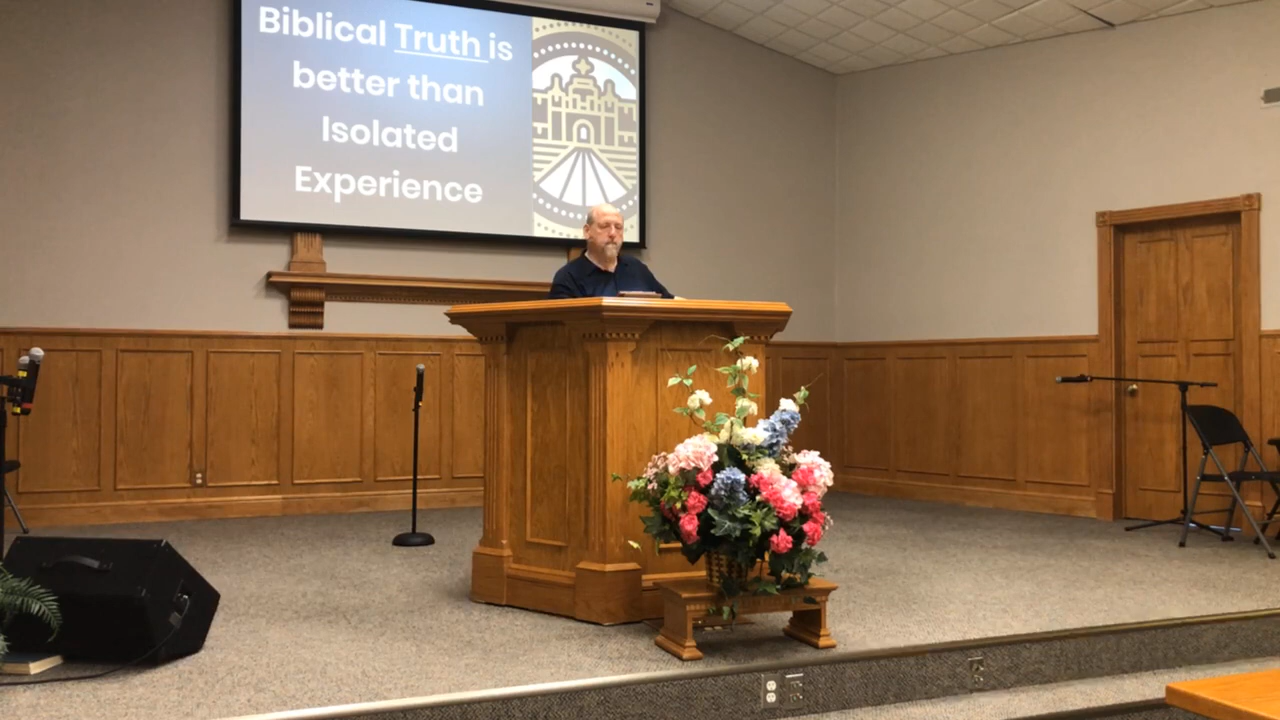 Biblical Truth is
better than
Isolated
Experience